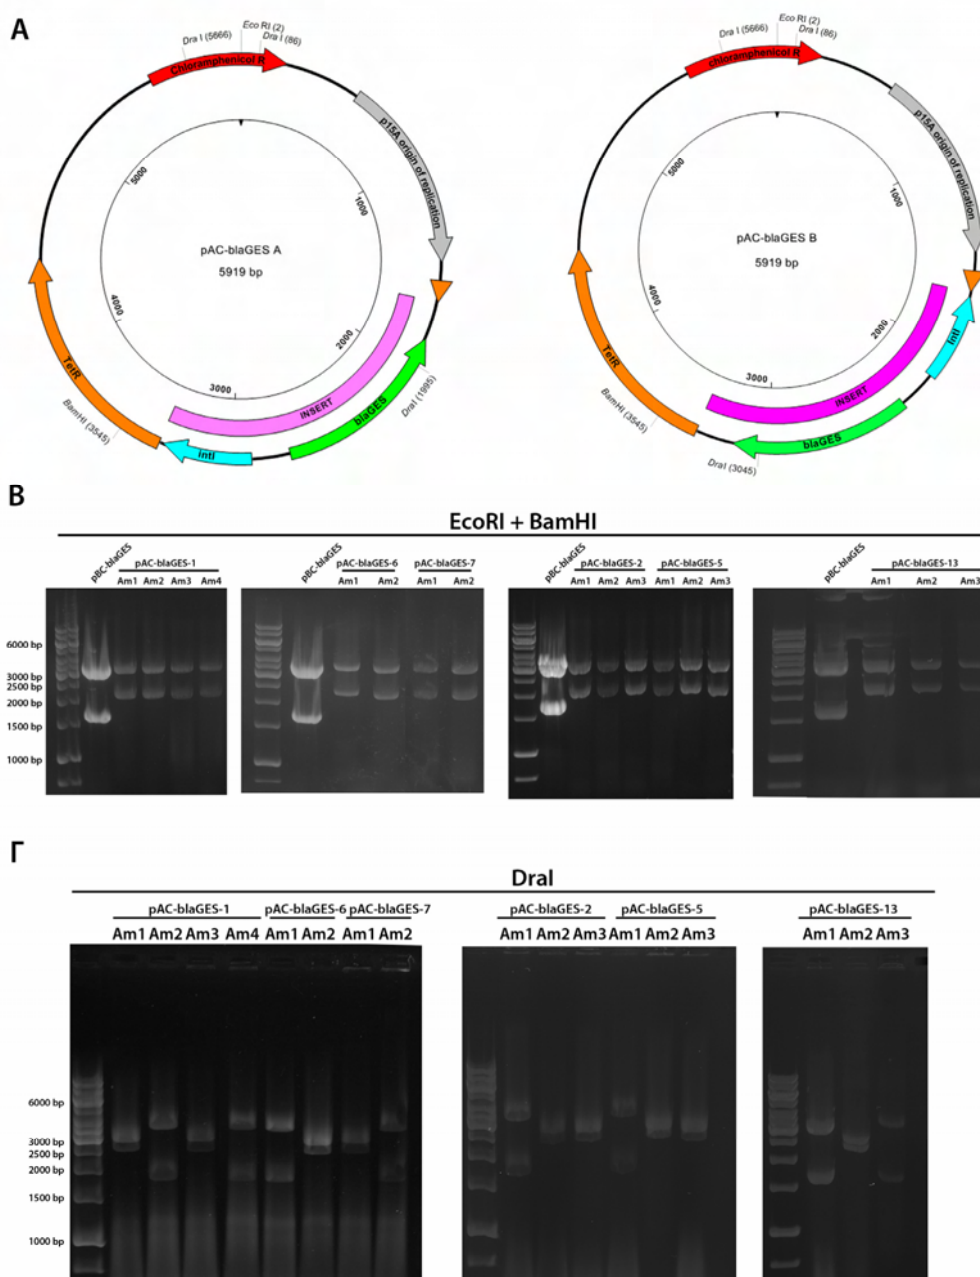 A
Dra I (5666)
Eco RI (2)
Dra I (86)
Chloramphenicol R
p15A origin of replication
5000
1000
pAC-blaGES A
5919 bp
4000
2000
3000
INSERT
TetR
BamHI (3545)
intI
blaGES
DraI (1995)
Dra I (5666)
Eco RI (2)
Dra I (86)
chloramphenicol R
p15A origin of replication
5000
1000
pAC-blaGES B
5919 bp
4000
2000
3000
INSERT
intI
TetR
BamHI (3545)
DraI (3045)
blaGES
B
EcoRI + BamHI
pBC-blaGES
pAC-blaGES-1
Am1 Am2 Am3 Am4
pBC-blaGES
pAC-blaGES-6 pAC-blaGES-7
Am1 Am2 Am1 Am2
pBC-blaGES
pAC-blaGES-2 pAC-blaGES-5
Am1 Am2 Am3 Am1 Am2 Am3
pBC-blaGES
pAC-blaGES-13
Am1 Am2 Am3
6000 bp
3000 bp
2500 bp
2000 bp
1500 bp
1000 bp
Γ
DraI
pAC-blaGES-1 pAC-blaGES-6 pAC-blaGES-7
Am1 Am2 Am3 Am4 Am1 Am2 Am1 Am2
pAC-blaGES-2 pAC-blaGES-5
Am1 Am2 Am3 Am1 Am2 Am3
pAC-blaGES-13
Am1 Am2 Am3
6000 bp
3000 bp
2500 bp
2000 bp
1500 bp
1000 bp